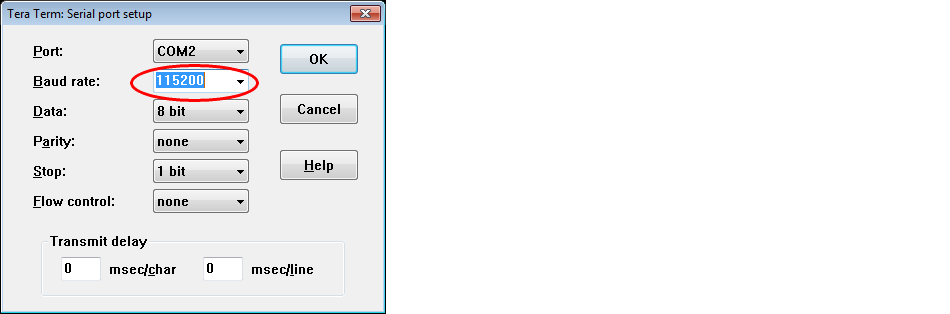 Tera Term: Serial port setup
Port: COM2 OK
Baud rate: 115200
Data: 8 bit Cancel
Parity: none
Stop: 1 bit Help
Flow control: none
Transmit delay
0 msec/char 0 msec/line